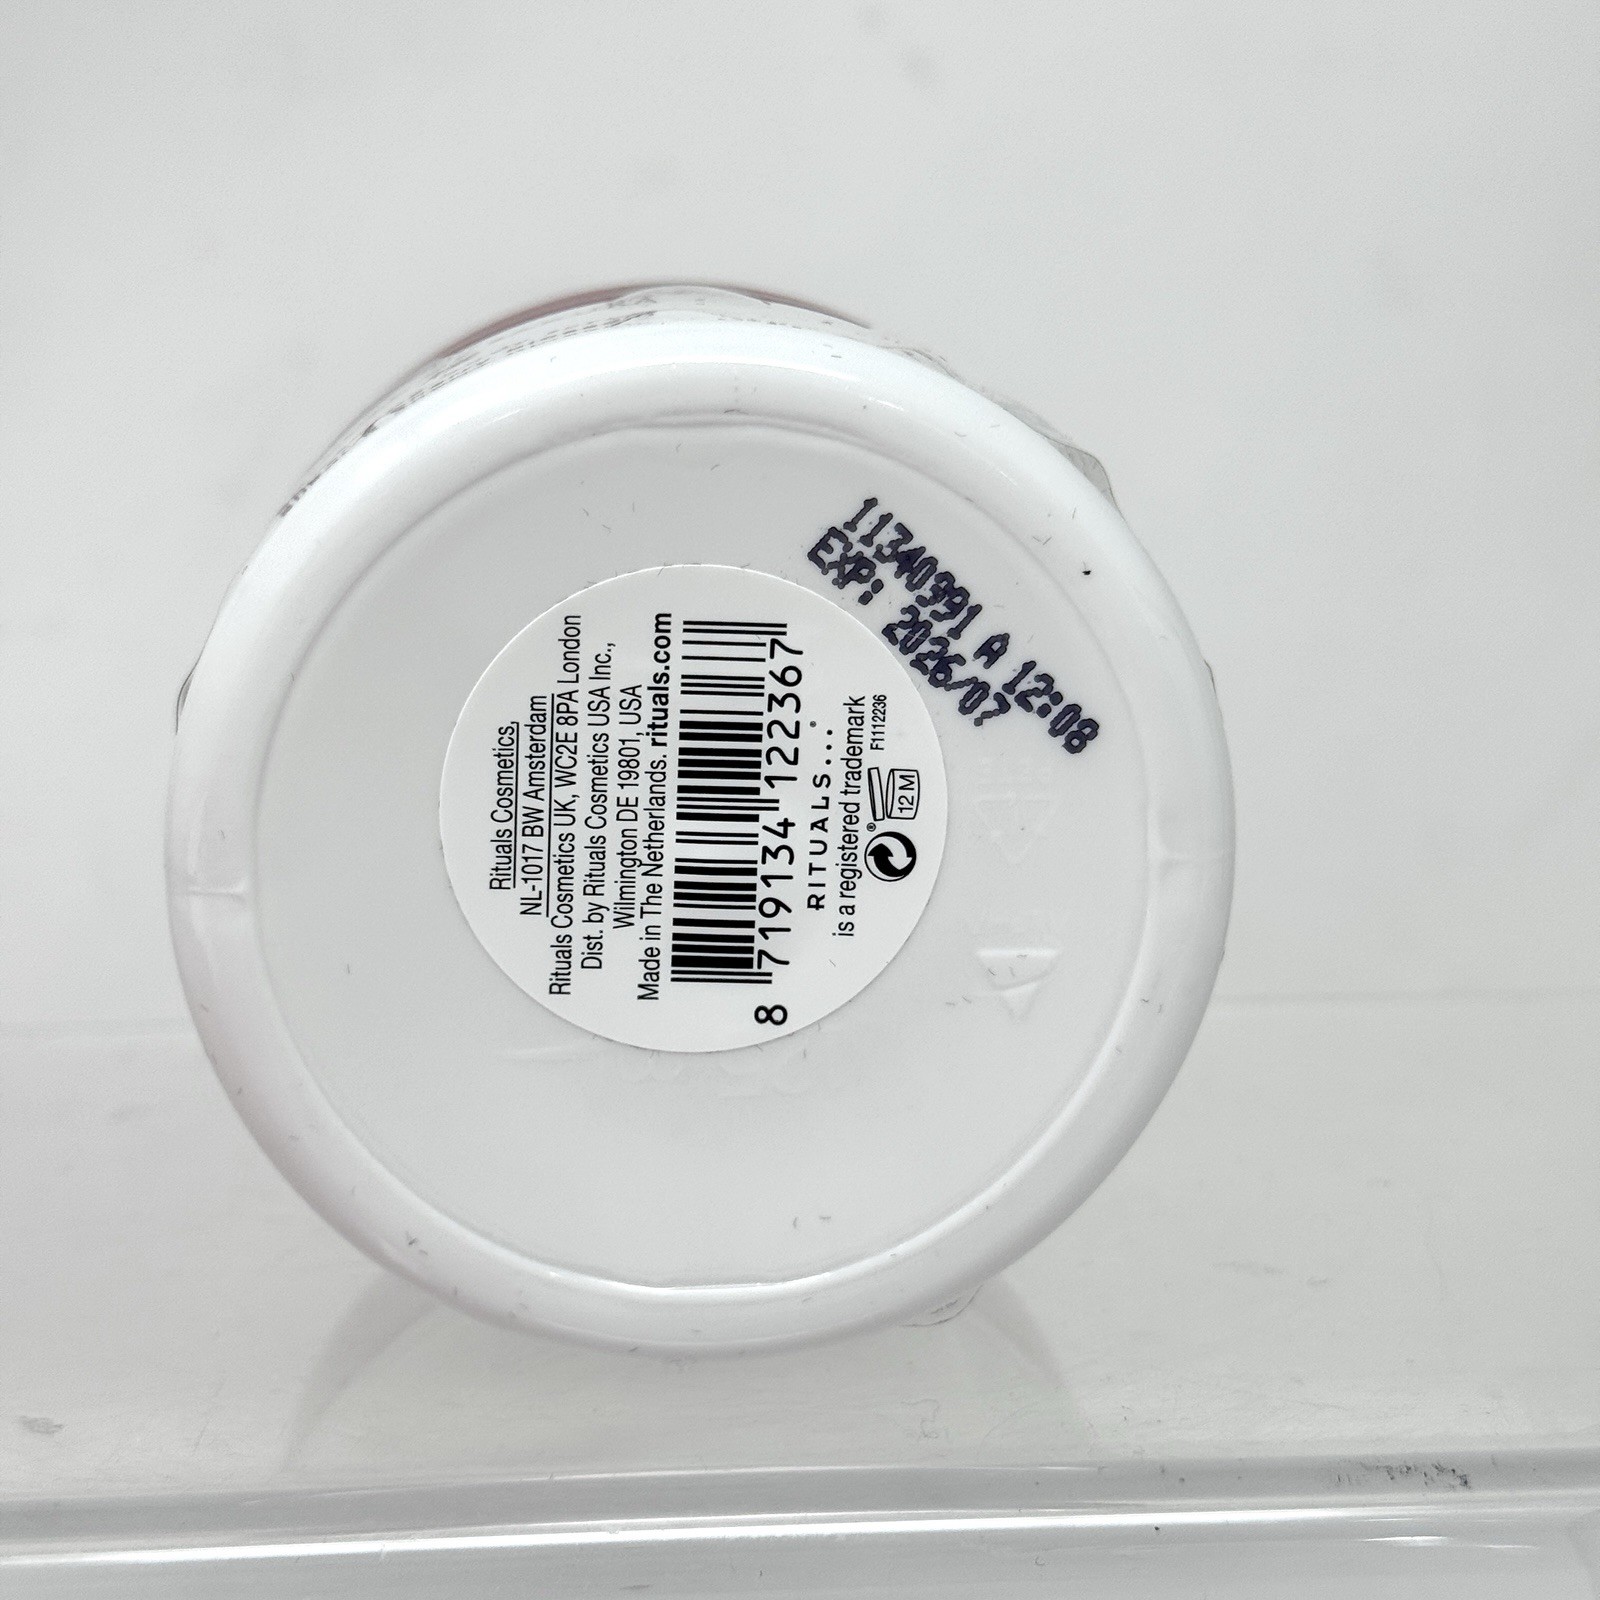 Rituals Cosmetics,
NL-1017 BW Amsterdam
Rituals Cosmetics UK, WC2E 8PA London
Dist. by Rituals Cosmetics USA Inc.,
Wilmington DE 19801, USA
Made in The Netherlands. rituals.com
8 719134 122367
RITUALS...®
is a registered trademark
12 M
F1112236
11340991 A 12:08
EXP: 2026/07